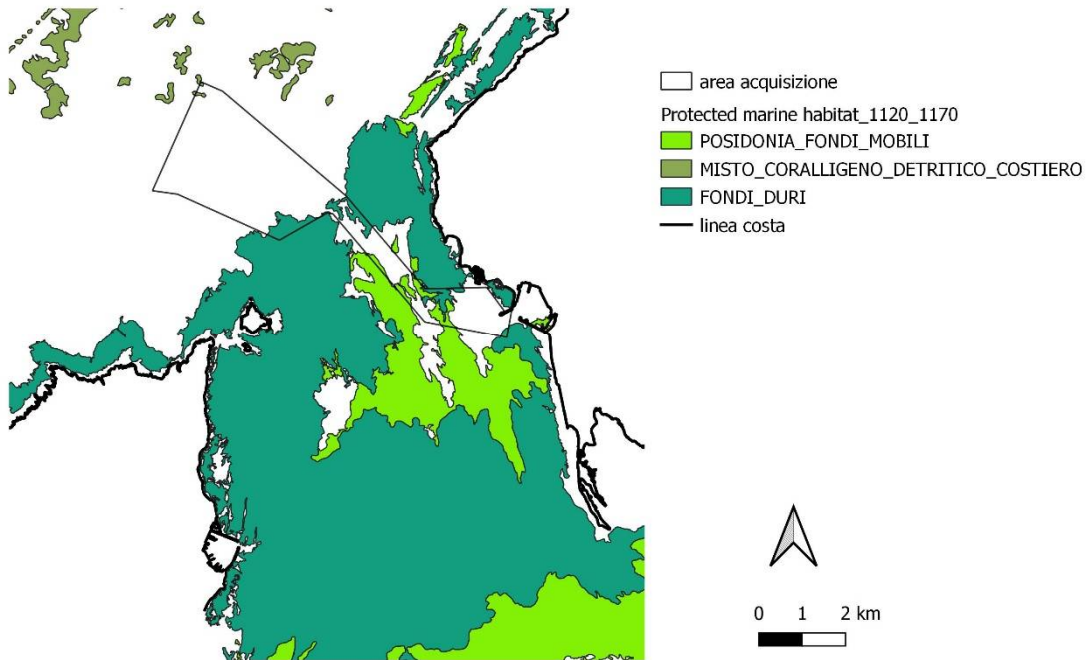 area acquisizione
Protected marine habitat_1120_1170
POSIDONIA_FONDI_MOBILI
MISTO_CORALLIGENO_DETRITICO_COSTIERO
FONDI_DURI
linea costa
0 1 2 km